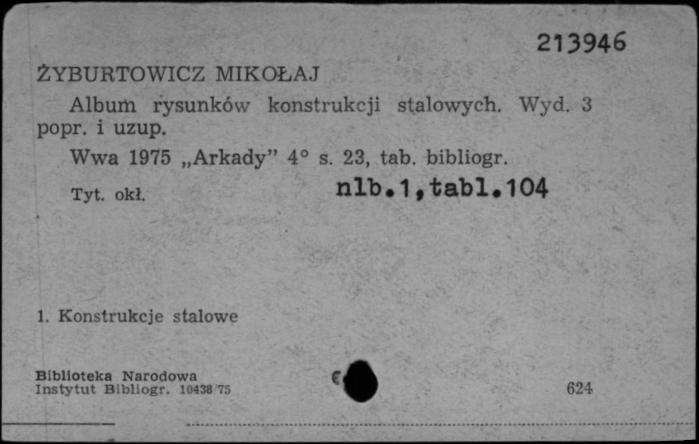 213946
ŻYBURTOWICZ MIKOŁAJ
Album rysunków konstrukcji stalowych. Wyd. 3
popr. i uzup.
Wwa 1975 „Arkady” 4° s. 23, tab. bibliogr.
Tyt. okł. nlb.1,tabl.104
1. Konstrukcje stalowe
Biblioteka Narodowa
Instytut Bibliogr. 10438/75 624